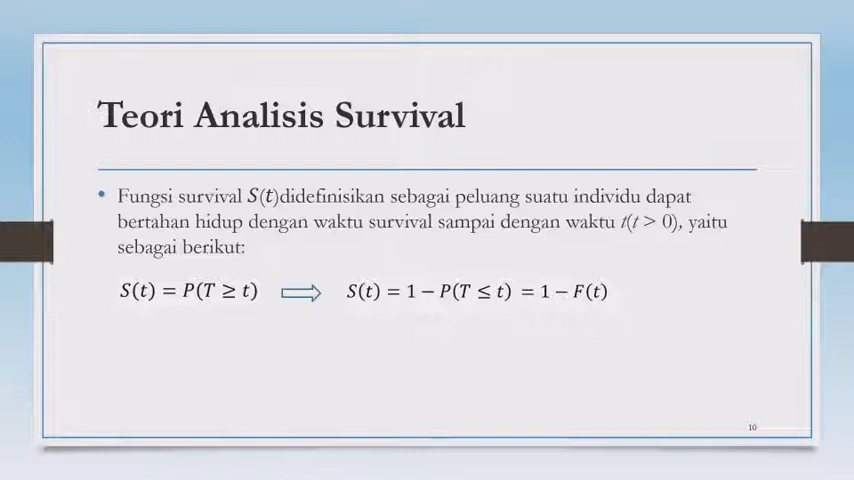 Teori Analisis Survival
• Fungsi survival S(t)didefinisikan sebagai peluang suatu individu dapat
bertahan hidup dengan waktu survival sampai dengan waktu t(t > 0), yaitu
sebagai berikut:
S(t) = P(T ≥ t) ⇨ S(t) = 1 − P(T ≤ t) = 1 − F(t)
10